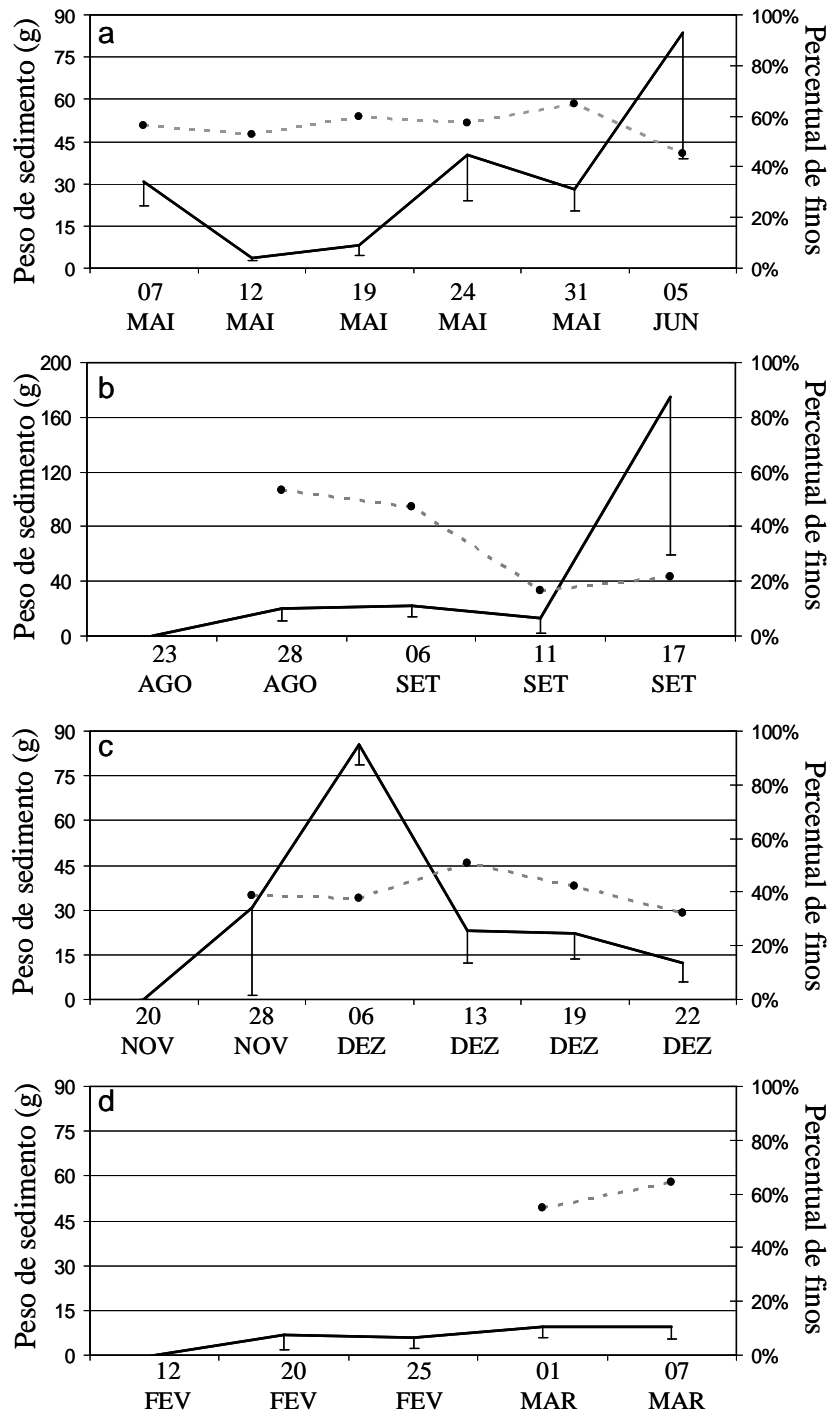 a
Peso de sedimento (g)
90
75
60
45
30
15
0
100%
80%
60%
40%
20%
0%
Percentual de finos
07 12 19 24 31 05
MAI MAI MAI MAI MAI JUN
b
Peso de sedimento (g)
200
160
120
80
40
0
100%
80%
60%
40%
20%
0%
Percentual de finos
23 28 06 11 17
AGO AGO SET SET SET
c
Peso de sedimento (g)
90
75
60
45
30
15
0
100%
80%
60%
40%
20%
0%
Percentual de finos
20 28 06 13 19 22
NOV NOV DEZ DEZ DEZ DEZ
d
Peso de sedimento (g)
90
75
60
45
30
15
0
100%
80%
60%
40%
20%
0%
Percentual de finos
12 20 25 01 07
FEV FEV FEV MAR MAR